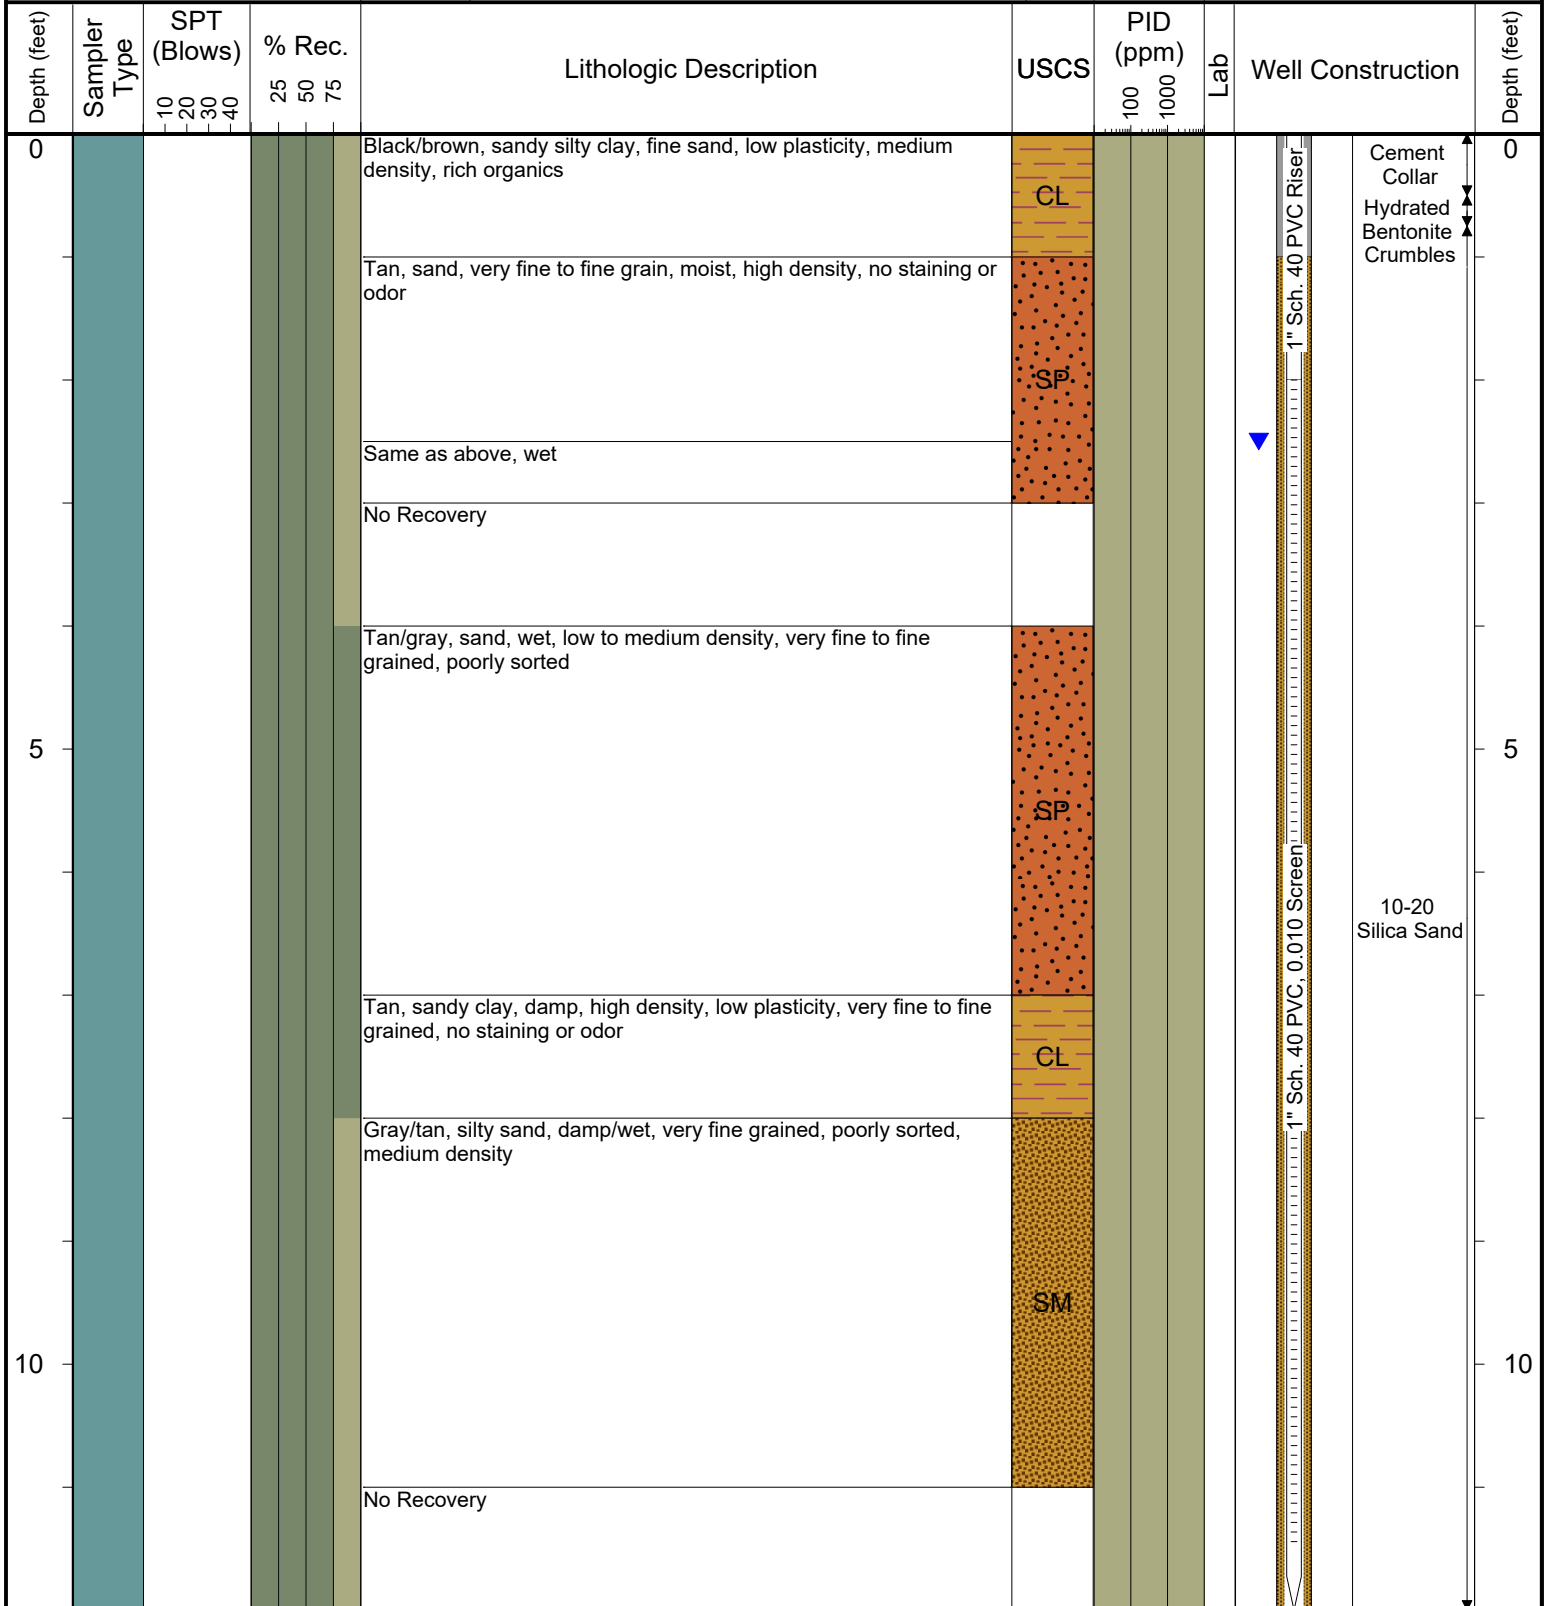 Depth (feet)
Sampler
Type
SPT
(Blows)
10
20
30
40
% Rec.
25
50
75
Lithologic Description
USCS
PID
(ppm)
100
1000
Lab
Well Construction
Depth (feet)
0
Black/brown, sandy silty clay, fine sand, low plasticity, medium
density, rich organics
CL
1" Sch. 40 PVC Riser
Cement
Collar
Hydrated
Bentonite
Crumbles
0
Tan, sand, very fine to fine grain, moist, high density, no staining or
odor
SP
Same as above, wet
No Recovery
Tan/gray, sand, wet, low to medium density, very fine to fine
grained, poorly sorted
5
5
SP
1" Sch. 40 PVC, 0.010 Screen
10-20
Silica Sand
Tan, sandy clay, damp, high density, low plasticity, very fine to fine
grained, no staining or odor
CL
Gray/tan, silty sand, damp/wet, very fine grained, poorly sorted,
medium density
SM
10
10
No Recovery